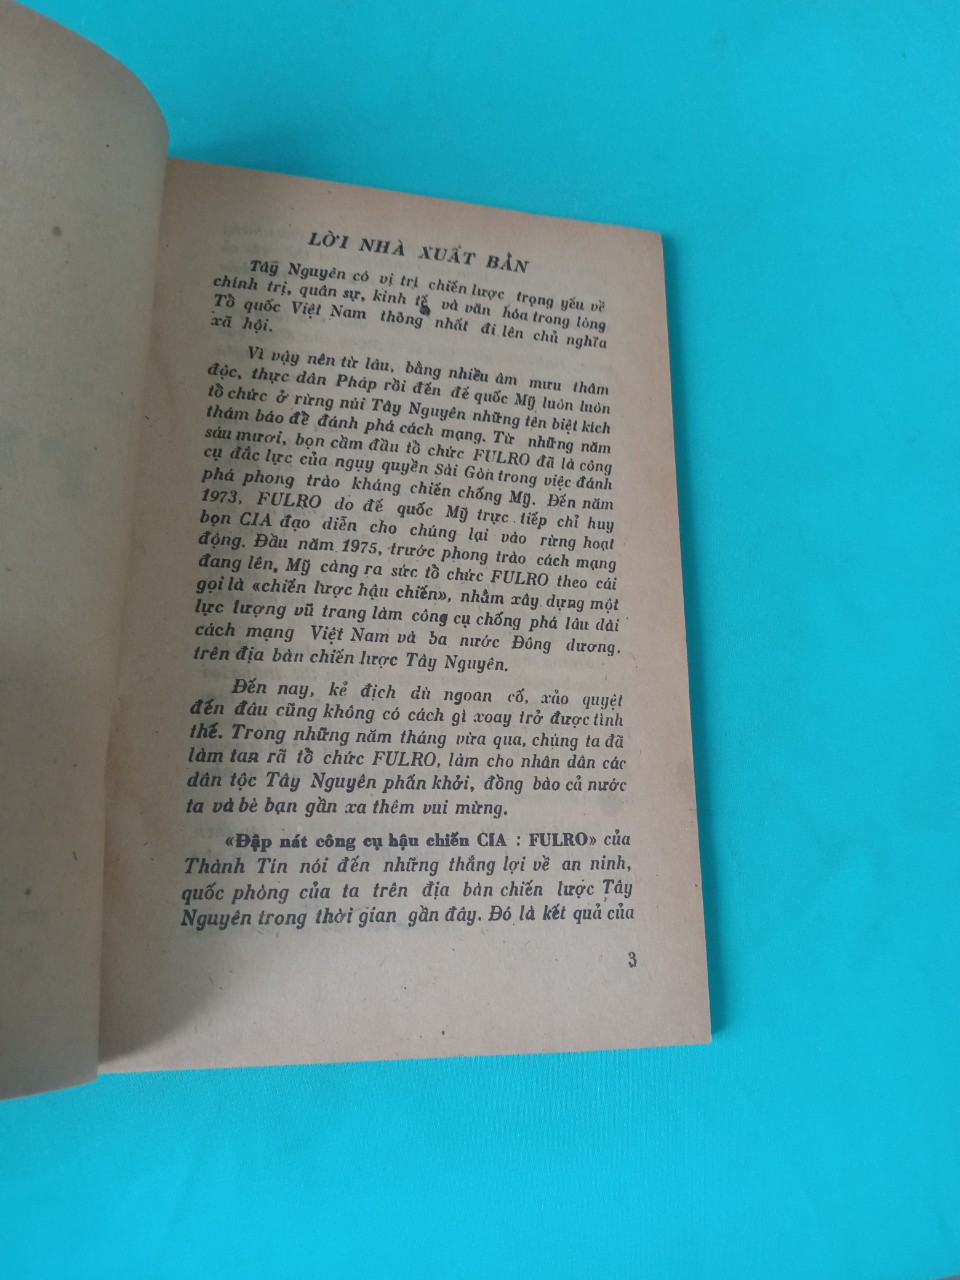 LỜI NHÀ XUẤT BẢN
Tây Nguyên có vị trí chiến lược trọng yếu về
chính trị, quân sự, kinh tế và văn hóa trong lòng
Tổ quốc Việt Nam thống nhất đi lên chủ nghĩa
xã hội.
Vì vậy nên từ lâu, bằng nhiều âm mưu thâm
độc, thực dân Pháp rồi đến đế quốc Mỹ luôn luôn
tổ chức ở rừng núi Tây Nguyên những tên biệt kích
thám báo để đánh phá cách mạng. Từ những năm
sáu mươi, bọn cầm đầu tổ chức FULRO đã là công
cụ đắc lực của ngụy quyền Sài Gòn trong việc đánh
phá phong trào kháng chiến chống Mỹ. Đến năm
1973, FULRO do đế quốc Mỹ trực tiếp chỉ huy
bọn CIA đạo diễn cho chúng lại vào rừng hoạt
động. Đầu năm 1975, trước phong trào cách mạng
đang lên, Mỹ càng ra sức tổ chức FULRO theo cái
gọi là «chiến lược hậu chiến», nhằm xây dựng một
lực lượng vũ trang làm công cụ chống phá lâu dài
cách mạng Việt Nam và ba nước Đông dương,
trên địa bàn chiến lược Tây Nguyên.
Đến nay, kẻ địch dù ngoan cố, xảo quyệt
đến đâu cũng không có cách gì xoay trở được tình
thế. Trong những năm tháng vừa qua, chúng ta đã
làm tan rã tổ chức FULRO, làm cho nhân dân các
dân tộc Tây Nguyên phấn khởi, đồng bào cả nước
ta và bè bạn gần xa thêm vui mừng.
«Đập nát công cụ hậu chiến CIA : FULRO» của
Thành Tín nói đến những thắng lợi về an ninh,
quốc phòng của ta trên địa bàn chiến lược Tây
Nguyên trong thời gian gần đây. Đó là kết quả của
3